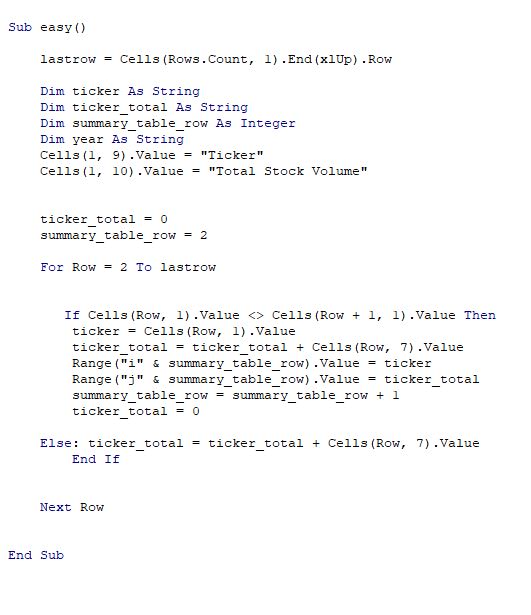 Sub easy()
lastrow = Cells(Rows.Count, 1).End(xlUp).Row
Dim ticker As String
Dim ticker_total As String
Dim summary_table_row As Integer
Dim year As String
Cells(1, 9).Value = "Ticker"
Cells(1, 10).Value = "Total Stock Volume"
ticker_total = 0
summary_table_row = 2
For Row = 2 To lastrow
If Cells(Row, 1).Value <> Cells(Row + 1, 1).Value Then
ticker = Cells(Row, 1).Value
ticker_total = ticker_total + Cells(Row, 7).Value
Range("i" & summary_table_row).Value = ticker
Range("j" & summary_table_row).Value = ticker_total
summary_table_row = summary_table_row + 1
ticker_total = 0
Else: ticker_total = ticker_total + Cells(Row, 7).Value
End If
Next Row
End Sub